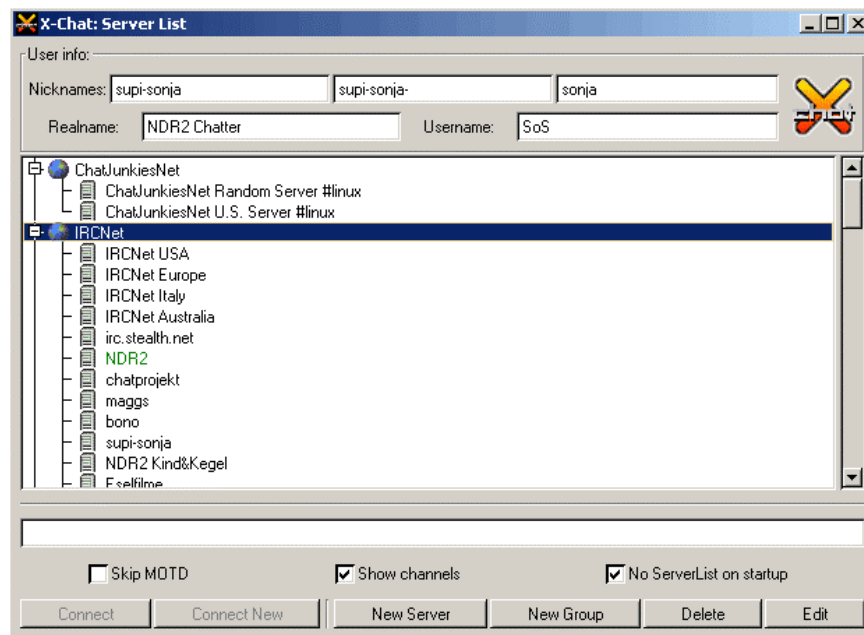 X-Chat: Server List
User info:
Nicknames: supi-sonja supi-sonja- sonja
Realname: NDR2 Chatter Username: SoS
chat
ChatJunkiesNet
ChatJunkiesNet Random Server #linux
ChatJunkiesNet U.S. Server #linux
IRCNet
IRCNet USA
IRCNet Europe
IRCNet Italy
IRCNet Australia
irc.stealth.net
NDR2
chatprojekt
maggs
bono
supi-sonja
NDR2 Kind&Kegel
Eselfilme
Skip MOTD Show channels No ServerList on startup
Connect Connect New New Server New Group Delete Edit